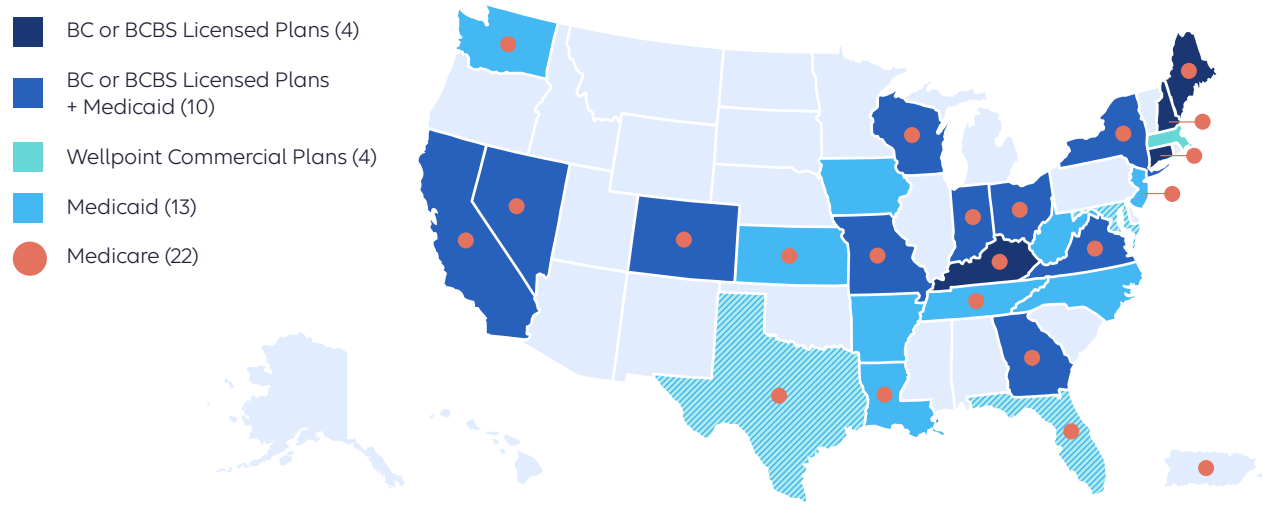 BC or BCBS Licensed Plans (4)
BC or BCBS Licensed Plans
+ Medicaid (10)
Wellpoint Commercial Plans (4)
Medicaid (13)
Medicare (22)